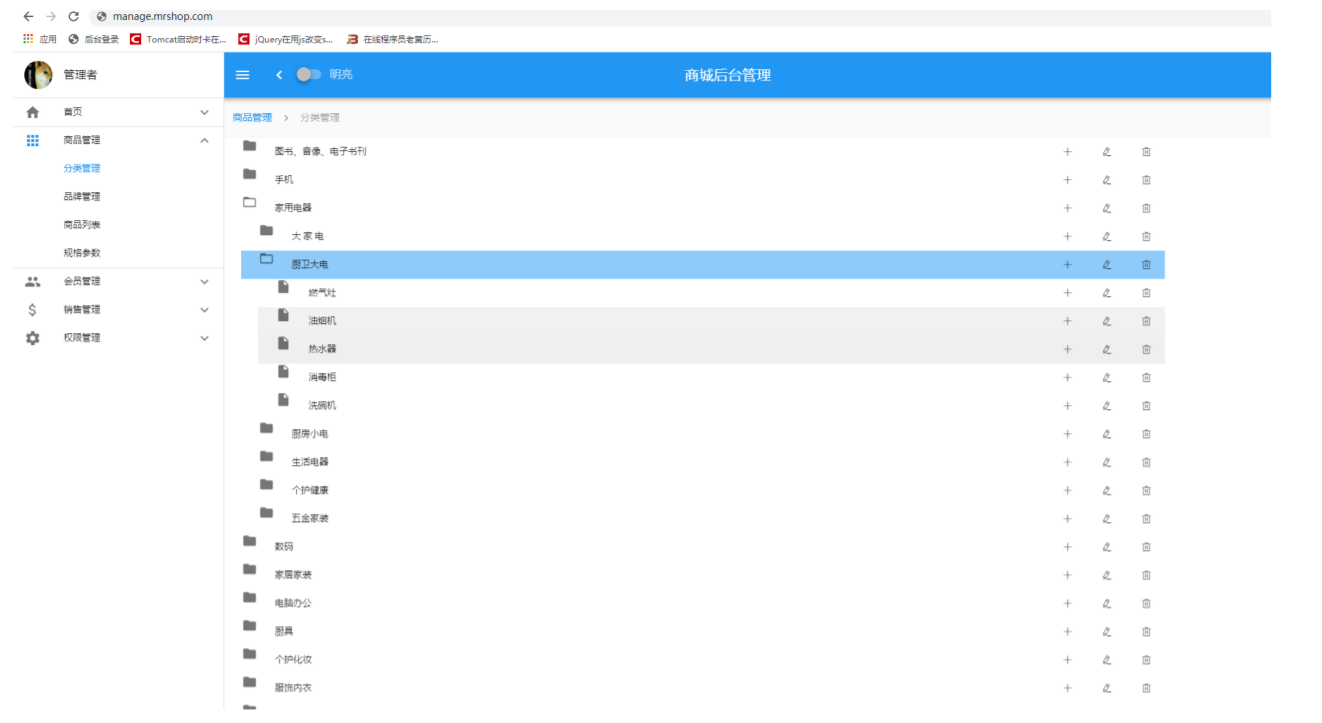 manage.mrshop.com
应用 后台登录 Tomcat启动时卡在... jQuery在用js改变s... 在线程序员老黄历...
管理者 明亮 商城后台管理
首页
商品管理 > 分类管理
商品管理
图书、音像、电子书刊
分类管理
手机
品牌管理
家用电器
商品列表
大 家 电
规格参数
厨卫大电
会员管理
燃气灶
销售管理
油烟机
权限管理
热水器
消毒柜
洗碗机
厨房小电
生活电器
个护健康
五金家装
数码
家居家装
电脑办公
厨具
个护化妆
服饰内衣